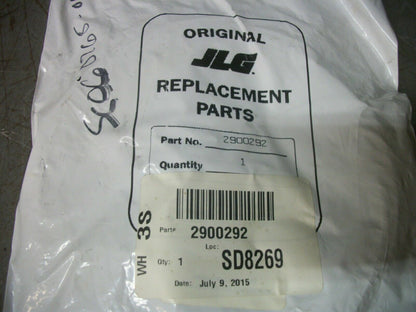 ORIGINAL
JLG
REPLACEMENT
PARTS
Part No. 2900292
Quantity 1
WH 3S
Part# 2900292
Loc:
Qty: 1 SD8269
Date: July 9, 2015